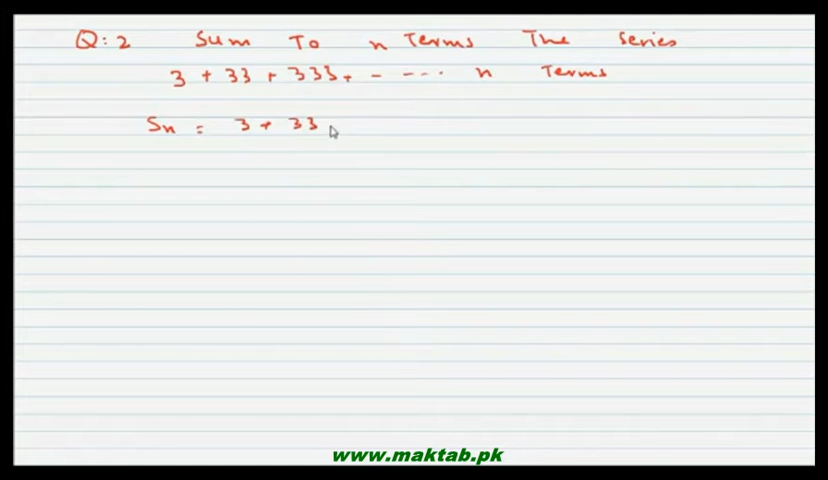 Q: 2 Sum To n Terms The Series
3 + 33 + 333 + - - ... n Terms
Sn = 3 + 33
www.maktab.pk